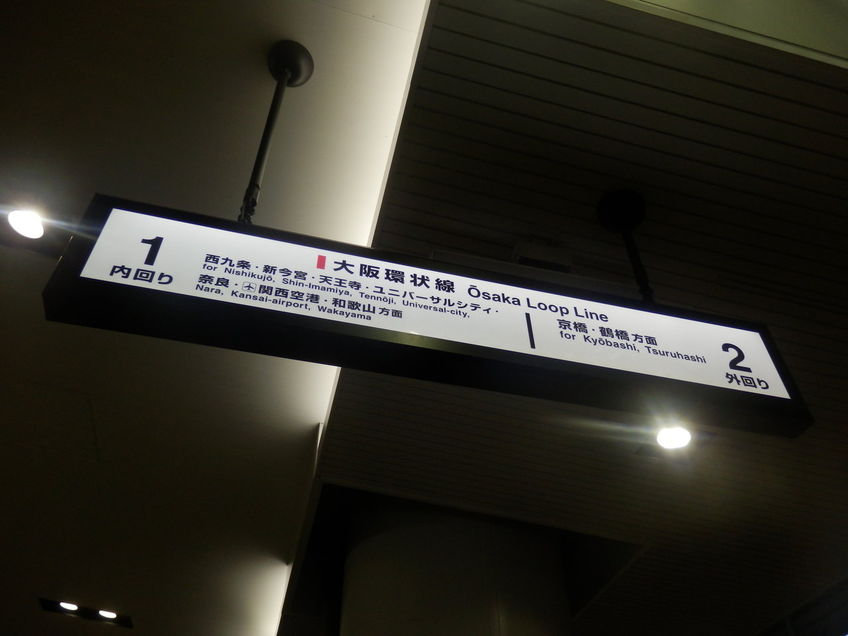 1
内回り
大阪環状線 Ōsaka Loop Line
西九条・新今宮・天王寺・ユニバーサルシティ・
for Nishikujō, Shin-Imamiya, Tennōji, Universal-city,
奈良・関西空港・和歌山方面
Nara, Kansai-airport, Wakayama
京橋・鶴橋方面
for Kyōbashi, Tsuruhashi
2
外回り